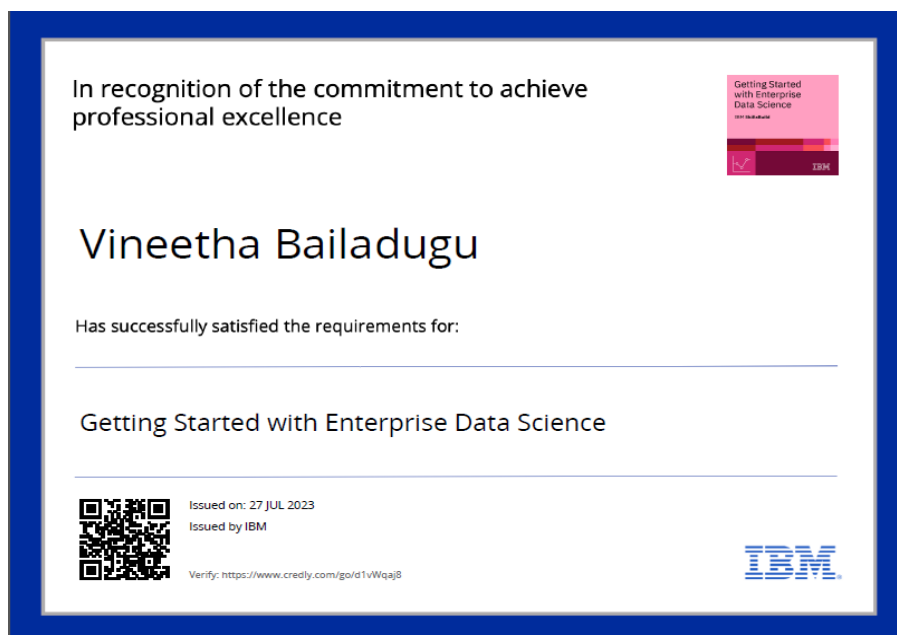 In recognition of the commitment to achieve
professional excellence
Getting Started
with Enterprise
Data Science
IBM SkillsBuild
IBM
Vineetha Bailadugu
Has successfully satisfied the requirements for:
Getting Started with Enterprise Data Science
Issued on: 27 JUL 2023
Issued by IBM
Verify: https://www.credly.com/go/d1vWqaj8
IBM.